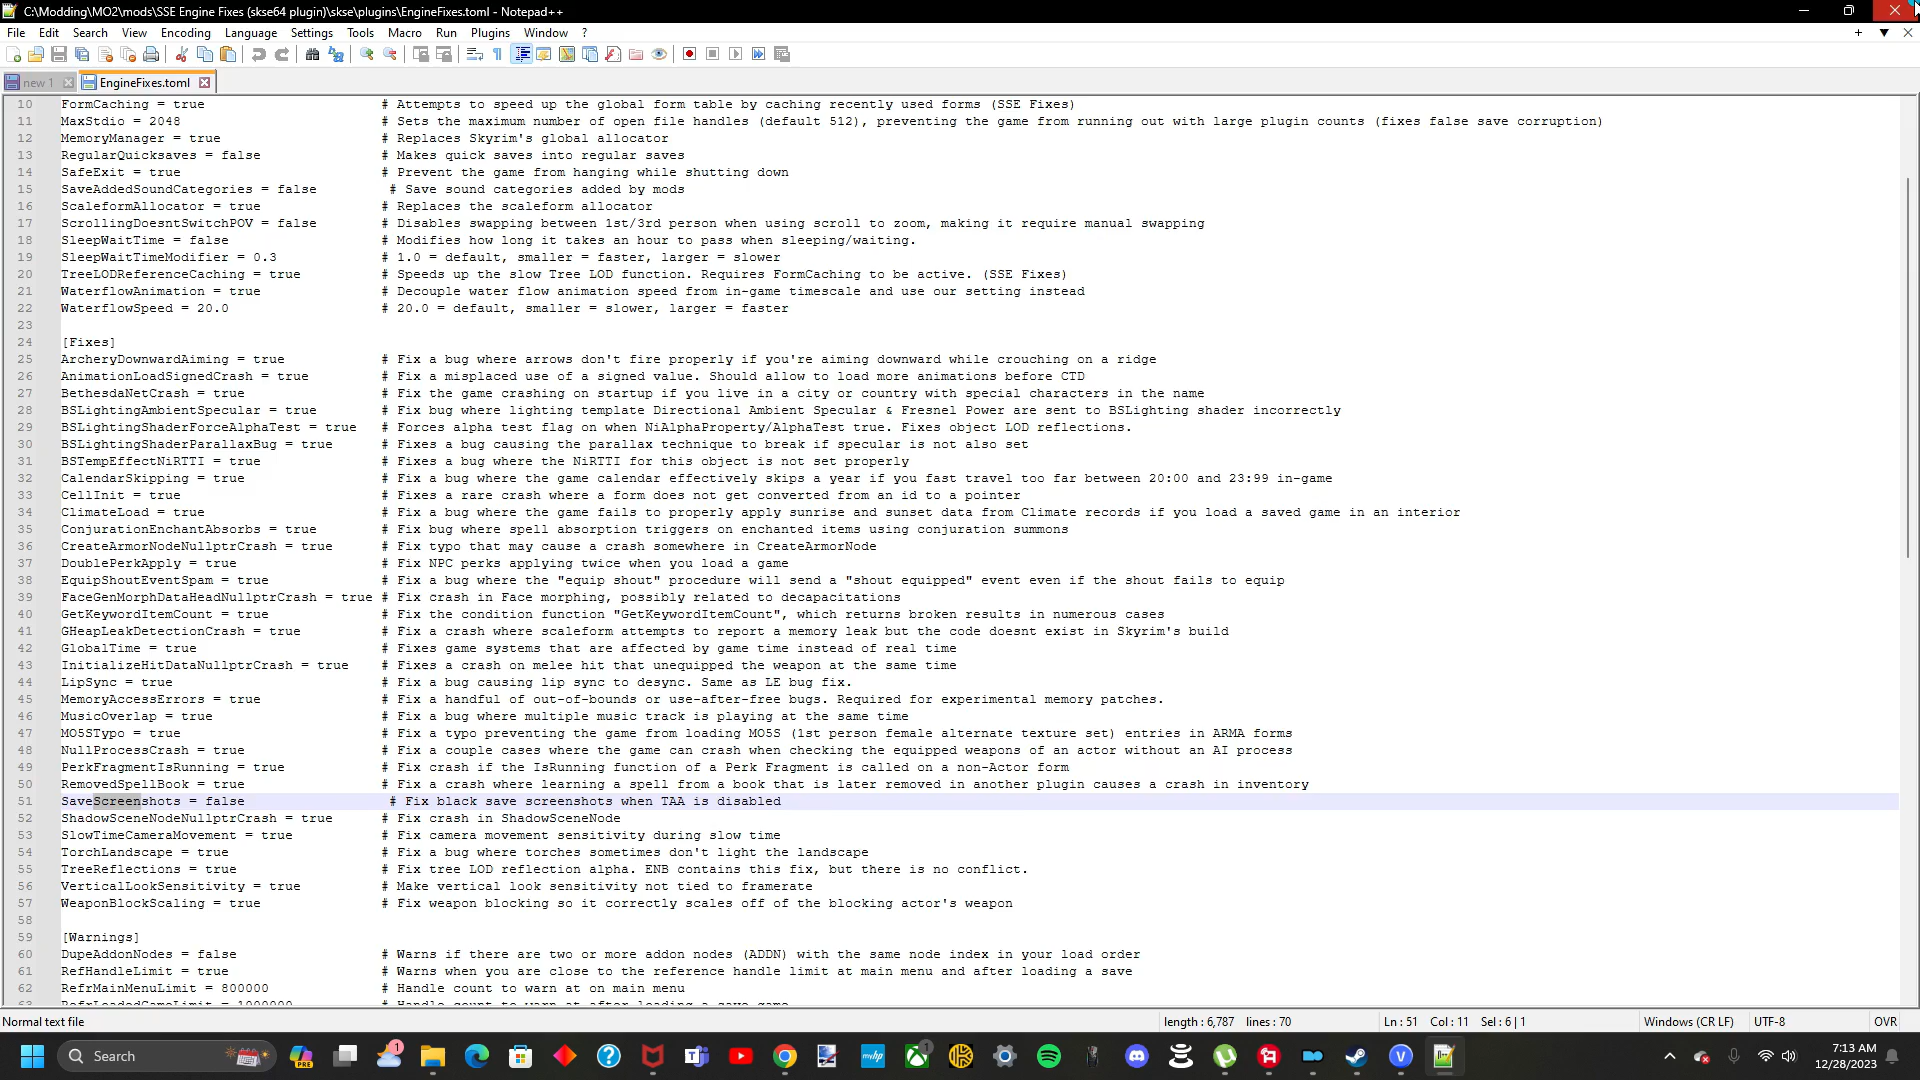 C:\Modding\MO2\mods\SSE Engine Fixes (skse64 plugin)\skse\plugins\EngineFixes.toml - Notepad++
File Edit Search View Encoding Language Settings Tools Macro Run Plugins Window ?
new 1 EngineFixes.toml
10 FormCaching = true # Attempts to speed up the global form table by caching recently used forms (SSE Fixes)
11 MaxStdio = 2048 # Sets the maximum number of open file handles (default 512), preventing the game from running out with large plugin counts (fixes false save corruption)
12 MemoryManager = true # Replaces Skyrim's global allocator
13 RegularQuicksaves = false # Makes quick saves into regular saves
14 SafeExit = true # Prevent the game from hanging while shutting down
15 SaveAddedSoundCategories = false # Save sound categories added by mods
16 ScaleformAllocator = true # Replaces the scaleform allocator
17 ScrollingDoesntSwitchPOV = false # Disables swapping between 1st/3rd person when using scroll to zoom, making it require manual swapping
18 SleepWaitTime = false # Modifies how long it takes an hour to pass when sleeping/waiting.
19 SleepWaitTimeModifier = 0.3 # 1.0 = default, smaller = faster, larger = slower
20 TreeLODReferenceCaching = true # Speeds up the slow Tree LOD function. Requires FormCaching to be active. (SSE Fixes)
21 WaterflowAnimation = true # Decouple water flow animation speed from in-game timescale and use our setting instead
22 WaterflowSpeed = 20.0 # 20.0 = default, smaller = slower, larger = faster
23
24 [Fixes]
25 ArcheryDownwardAiming = true # Fix a bug where arrows don't fire properly if you're aiming downward while crouching on a ridge
26 AnimationLoadSignedCrash = true # Fix a misplaced use of a signed value. Should allow to load more animations before CTD
27 BethesdaNetCrash = true # Fix the game crashing on startup if you live in a city or country with special characters in the name
28 BSLightingAmbientSpecular = true # Fix bug where lighting template Directional Ambient Specular & Fresnel Power are sent to BSLighting shader incorrectly
29 BSLightingShaderForceAlphaTest = true # Forces alpha test flag on when NiAlphaProperty/AlphaTest true. Fixes object LOD reflections.
30 BSLightingShaderParallaxBug = true # Fixes a bug causing the parallax technique to break if specular is not also set
31 BSTempEffectNiRTTI = true # Fixes a bug where the NiRTTI for this object is not set properly
32 CalendarSkipping = true # Fix a bug where the game calendar effectively skips a year if you fast travel too far between 20:00 and 23:99 in-game
33 CellInit = true # Fixes a rare crash where a form does not get converted from an id to a pointer
34 ClimateLoad = true # Fix a bug where the game fails to properly apply sunrise and sunset data from Climate records if you load a saved game in an interior
35 ConjurationEnchantAbsorbs = true # Fix bug where spell absorption triggers on enchanted items using conjuration summons
36 CreateArmorNodeNullptrCrash = true # Fix typo that may cause a crash somewhere in CreateArmorNode
37 DoublePerkApply = true # Fix NPC perks applying twice when you load a game
38 EquipShoutEventSpam = true # Fix a bug where the "equip shout" procedure will send a "shout equipped" event even if the shout fails to equip
39 FaceGenMorphDataHeadNullptrCrash = true # Fix crash in Face morphing, possibly related to decapacitations
40 GetKeywordItemCount = true # Fix the condition function "GetKeywordItemCount", which returns broken results in numerous cases
41 GHeapLeakDetectionCrash = true # Fix a crash where scaleform attempts to report a memory leak but the code doesnt exist in Skyrim's build
42 GlobalTime = true # Fixes game systems that are affected by game time instead of real time
43 InitializeHitDataNullptrCrash = true # Fixes a crash on melee hit that unequipped the weapon at the same time
44 LipSync = true # Fix a bug causing lip sync to desync. Same as LE bug fix.
45 MemoryAccessErrors = true # Fix a handful of out-of-bounds or use-after-free bugs. Required for experimental memory patches.
46 MusicOverlap = true # Fix a bug where multiple music track is playing at the same time
47 MO5STypo = true # Fix a typo preventing the game from loading MO5S (1st person female alternate texture set) entries in ARMA forms
48 NullProcessCrash = true # Fix a couple cases where the game can crash when checking the equipped weapons of an actor without an AI process
49 PerkFragmentIsRunning = true # Fix crash if the IsRunning function of a Perk Fragment is called on a non-Actor form
50 RemovedSpellBook = true # Fix a crash where learning a spell from a book that is later removed in another plugin causes a crash in inventory
51 SaveScreenshots = false # Fix black save screenshots when TAA is disabled
52 ShadowSceneNodeNullptrCrash = true # Fix crash in ShadowSceneNode
53 SlowTimeCameraMovement = true # Fix camera movement sensitivity during slow time
54 TorchLandscape = true # Fix a bug where torches sometimes don't light the landscape
55 TreeReflections = true # Fix tree LOD reflection alpha. ENB contains this fix, but there is no conflict.
56 VerticalLookSensitivity = true # Make vertical look sensitivity not tied to framerate
57 WeaponBlockScaling = true # Fix weapon blocking so it correctly scales off of the blocking actor's weapon
58
59 [Warnings]
60 DupeAddonNodes = false # Warns if there are two or more addon nodes (ADDN) with the same node index in your load order
61 RefHandleLimit = true # Warns when you are close to the reference handle limit at main menu and after loading a save
62 RefrMainMenuLimit = 800000 # Handle count to warn at on main menu
63 RefrLoadedGameLimit = 1000000 # Handle count to warn at after loading a save game
Normal text file length : 6,787 lines : 70 Ln : 51 Col : 11 Sel : 6 | 1 Windows (CR LF) UTF-8 OVR
Search 7:13 AM
12/28/2023